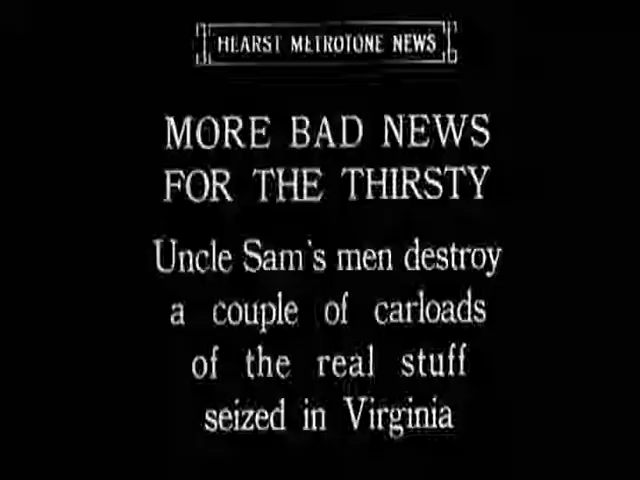 HEARST METROTONE NEWS
MORE BAD NEWS
FOR THE THIRSTY
Uncle Sam's men destroy
a couple of carloads
of the real stuff
seized in Virginia